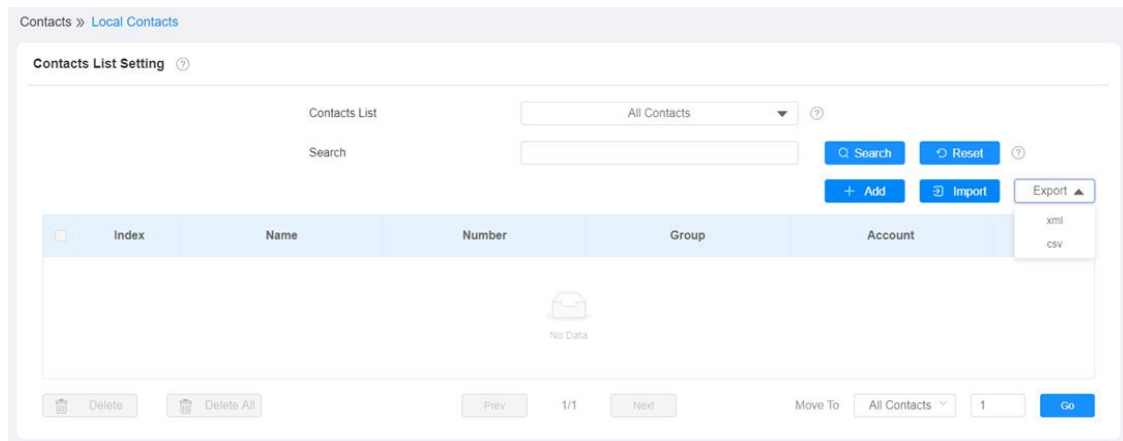 Contacts » Local Contacts
Contacts List Setting ?
Contacts List All Contacts ?
Search Search Reset ?
+ Add Import Export
xml
csv
Index Name Number Group Account
No Data
Delete Delete All Prev 1/1 Next Move To All Contacts 1 Go